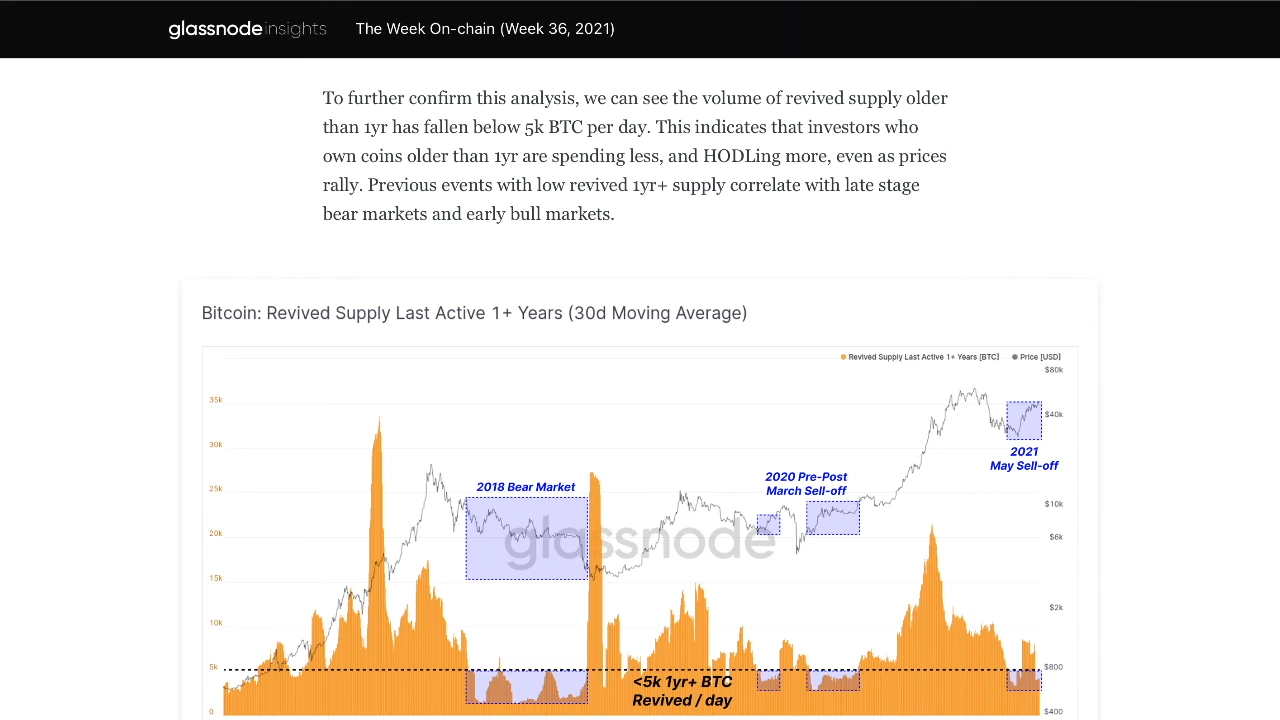 glassnode insights The Week On-chain (Week 36, 2021)
To further confirm this analysis, we can see the volume of revived supply older
than 1yr has fallen below 5k BTC per day. This indicates that investors who
own coins older than 1yr are spending less, and HODLing more, even as prices
rally. Previous events with low revived 1yr+ supply correlate with late stage
bear markets and early bull markets.
Bitcoin: Revived Supply Last Active 1+ Years (30d Moving Average)
Revived Supply Last Active 1+ Years [BTC] Price [USD]
$80k
35k
$40k
30k
2021
May Sell-off
2020 Pre-Post
March Sell-off
2018 Bear Market
25k
$10k
glassnode
20k
$6k
15k
$2k
10k
5k
$800
<5k 1yr+ BTC
Revived / day
0
$400